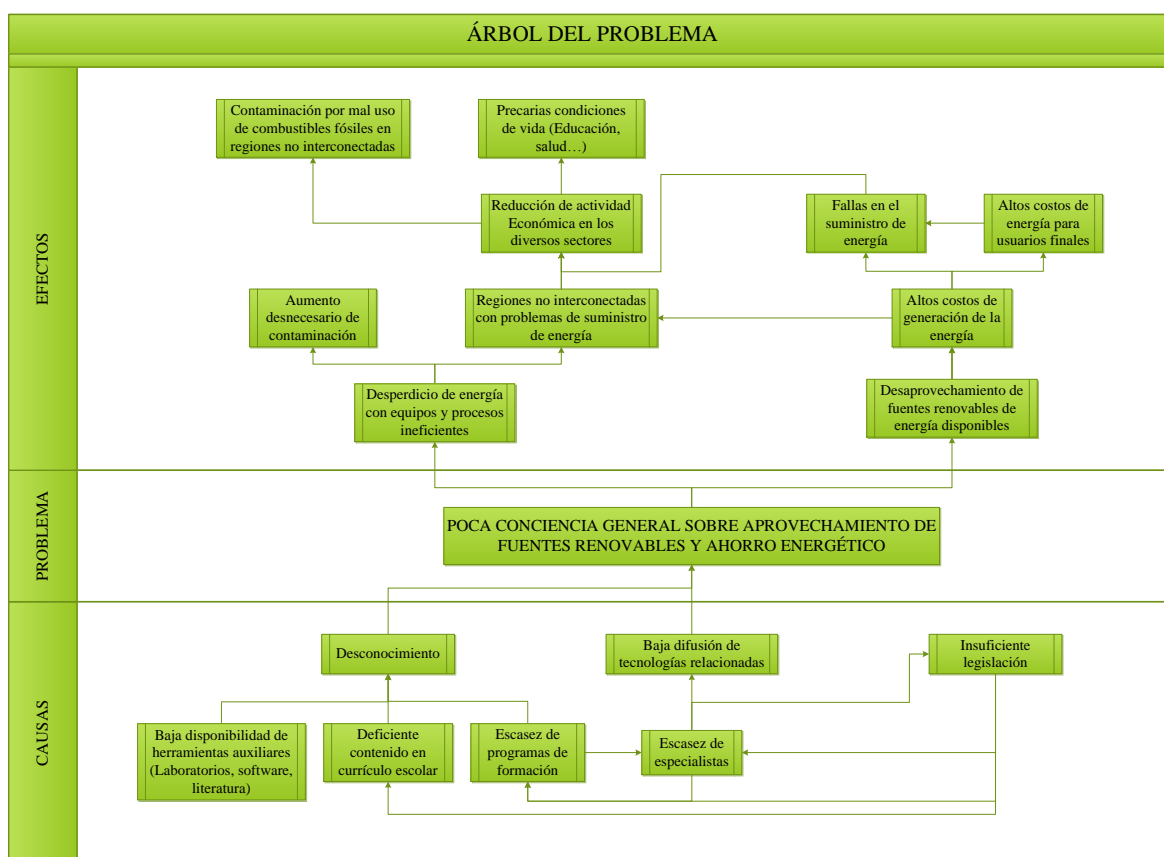 ÁRBOL DEL PROBLEMA
EFECTOS
Contaminación por mal uso
de combustibles fósiles en
regiones no interconectadas
Precarias condiciones
de vida (Educación,
salud…)
Reducción de actividad
Económica en los
diversos sectores
Fallas en el
suministro de
energía
Altos costos de
energía para
usuarios finales
Aumento
desnecesario de
contaminación
Regiones no interconectadas
con problemas de suministro
de energía
Altos costos de
generación de la
energía
Desperdicio de energía
con equipos y procesos
ineficientes
Desaprovechamiento de
fuentes renovables de
energía disponibles
PROBLEMA
POCA CONCIENCIA GENERAL SOBRE APROVECHAMIENTO DE
FUENTES RENOVABLES Y AHORRO ENERGÉTICO
CAUSAS
Desconocimiento
Baja difusión de
tecnologías relacionadas
Insuficiente
legislación
Baja disponibilidad de
herramientas auxiliares
(Laboratorios, software,
literatura)
Deficiente
contenido en
currículo escolar
Escasez de
programas de
formación
Escasez de
especialistas